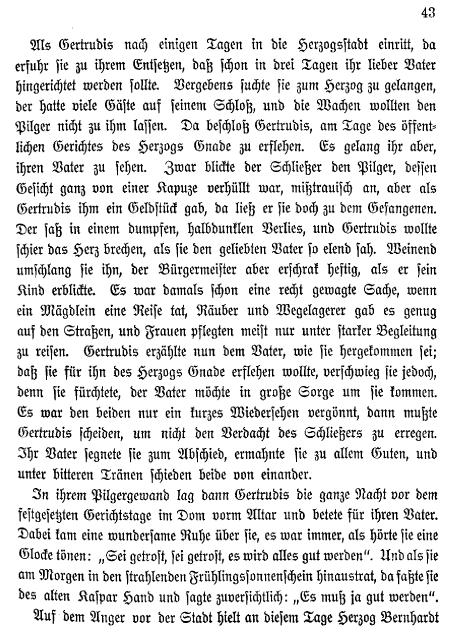 43
Als Gertrudis nach einigen Tagen in die Herzogsstadt einritt, da
erfuhr sie zu ihrem Entsetzen, daß schon in drei Tagen ihr lieber Vater
hingerichtet werden sollte. Vergebens suchte sie zum Herzog zu gelangen,
der hatte viele Gäste auf seinem Schloß, und die Wachen wollten den
Pilger nicht zu ihm lassen. Da beschloß Gertrudis, am Tage des öffent-
lichen Gerichtes des Herzogs Gnade zu erflehen. Es gelang ihr aber,
ihren Vater zu sehen. Zwar blickte der Schließer den Pilger, dessen
Gesicht ganz von einer Kapuze verhüllt war, mißtrauisch an, aber als
Gertrudis ihm ein Geldstück gab, da ließ er sie doch zu dem Gefangenen.
Der saß in einem dumpfen, halbdunklen Verlies, und Gertrudis wollte
schier das Herz brechen, als sie den geliebten Vater so elend sah. Weinend
umschlang sie ihn, der Bürgermeister aber erschrak heftig, als er sein
Kind erblickte. Es war damals schon eine recht gewagte Sache, wenn
ein Mägdlein eine Reise tat, Räuber und Wegelagerer gab es genug
auf den Straßen, und Frauen pflegten meist nur unter starker Begleitung
zu reisen. Gertrudis erzählte nun dem Vater, wie sie hergekommen sei;
daß sie für ihn des Herzogs Gnade erflehen wollte, verschwieg sie jedoch,
denn sie fürchtete, der Vater möchte in große Sorge um sie kommen.
Es war den beiden nur ein kurzes Wiedersehen vergönnt, dann mußte
Gertrudis scheiden, um nicht den Verdacht des Schließers zu erregen.
Ihr Vater segnete sie zum Abschied, ermahnte sie zu allem Guten, und
unter bitteren Tränen schieden beide von einander.
In ihrem Pilgergewand lag dann Gertrudis die ganze Nacht vor dem
festgesetzten Gerichtstage im Dom vorm Altar und betete für ihren Vater.
Dabei kam eine wundersame Ruhe über sie, es war immer, als hörte sie eine
Glocke tönen: „Sei getrost, sei getrost, es wird alles gut werden“. Und als sie
am Morgen in den strahlenden Frühlingssonnenschein hinaustrat, da faßte sie
des alten Kaspar Hand und sagte zuversichtlich: „Es muß ja gut werden“.
Auf dem Anger vor der Stadt hielt an diesem Tage Herzog Bernhardt